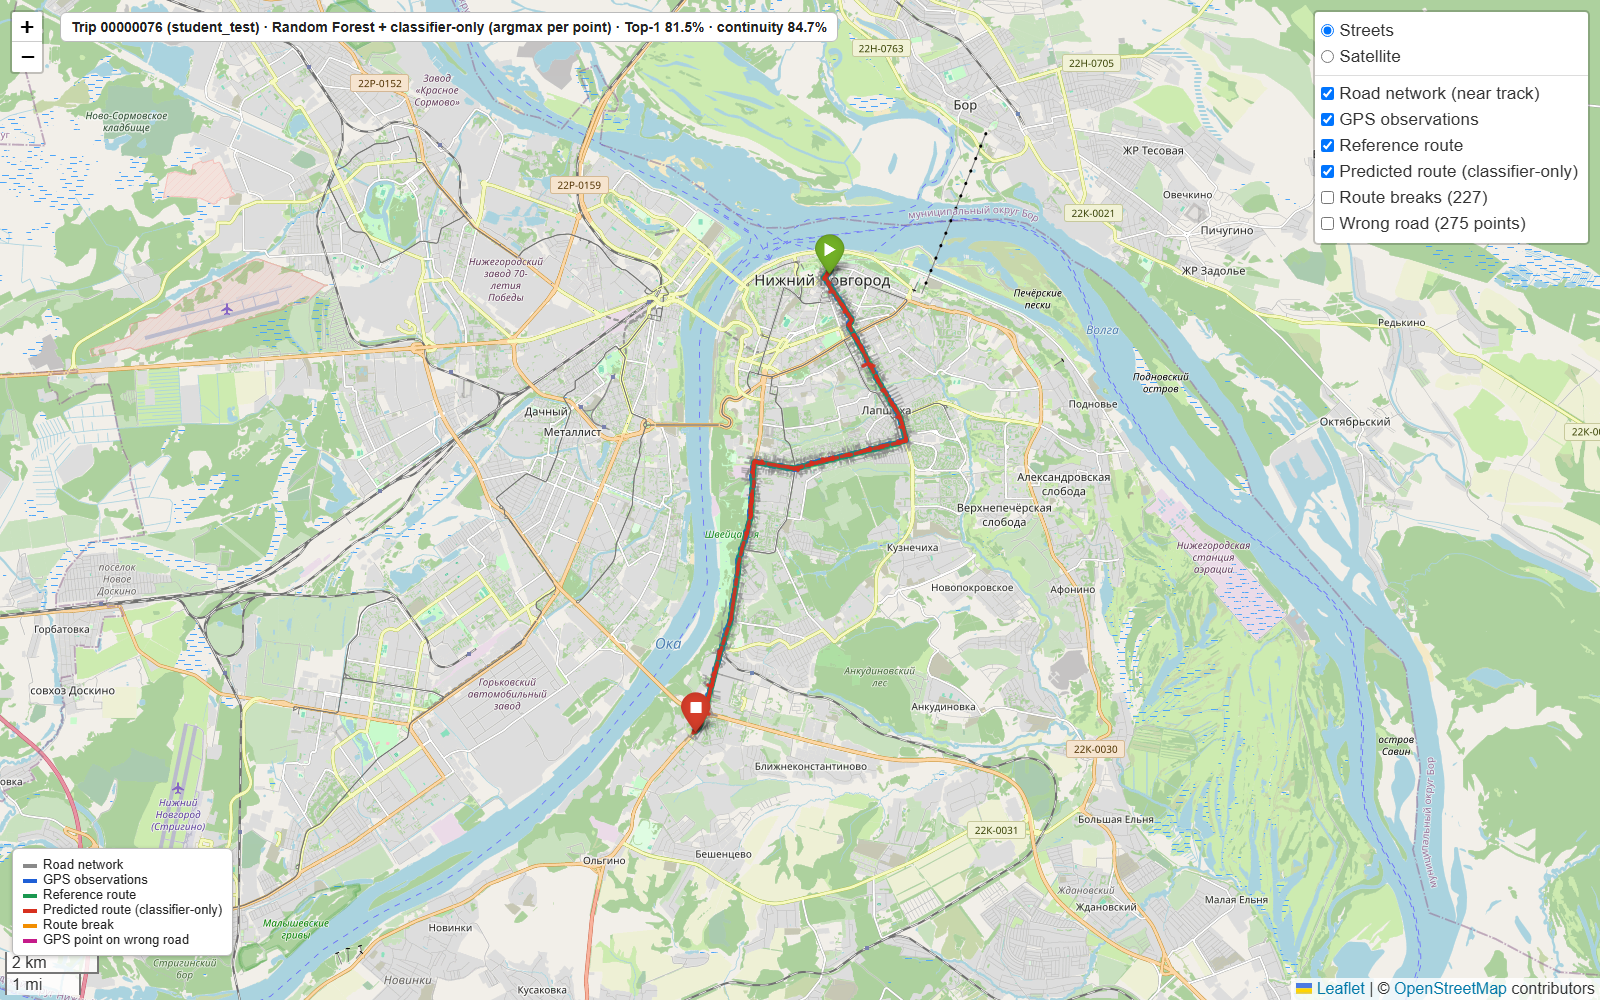 +
−
Trip 00000076 (student_test) · Random Forest + classifier-only (argmax per point) · Top-1 81.5% · continuity 84.7%
Streets
Satellite
Road network (near track)
GPS observations
Reference route
Predicted route (classifier-only)
Route breaks (227)
Wrong road (275 points)
22Н-0763
22Н-0705
22Р-0152
Завод
«Красное
Сормово»
Ново-Сормовское
кладбище
Бор
ЖР Тесовая
22Р-0159
Овечкино
22К-0021
муниципальный округ Бор
Пичугино
ЖР Задолье
Нижегородский
завод 70-
летия
Победы
Печёрские
пески
Волга
Редькино
Подновский
остров
Подновье
Дачный
Металлист
Октябрьский
Александровская
слобода
Верхнепечёрская
слобода
Кузнечиха
Нижегородская
станция
аэрации
поселок
Новое
Доскино
Новопокровское
Афонино
Горбатовка
Ока
Анкудиновский
лес
совхоз Доскино
Горьковский
автомобильный
завод
Анкудиновка
22К-0030
остров
Савин
Ближнеконстантиново
Нижний
Новгород
(Стригино)
Большая Ельня
22К-0031
муниципальный округ Бор
Ольгино
Бешенцево
Ждановский
Ждановский
Малая Ельня
Малышевские
гривы
Новинки
Стригинский
бор
Новинки
Кусаковка
Road network
GPS observations
Reference route
Predicted route (classifier-only)
Route break
GPS point on wrong road
2 km
1 mi
Leaflet | © OpenStreetMap contributors